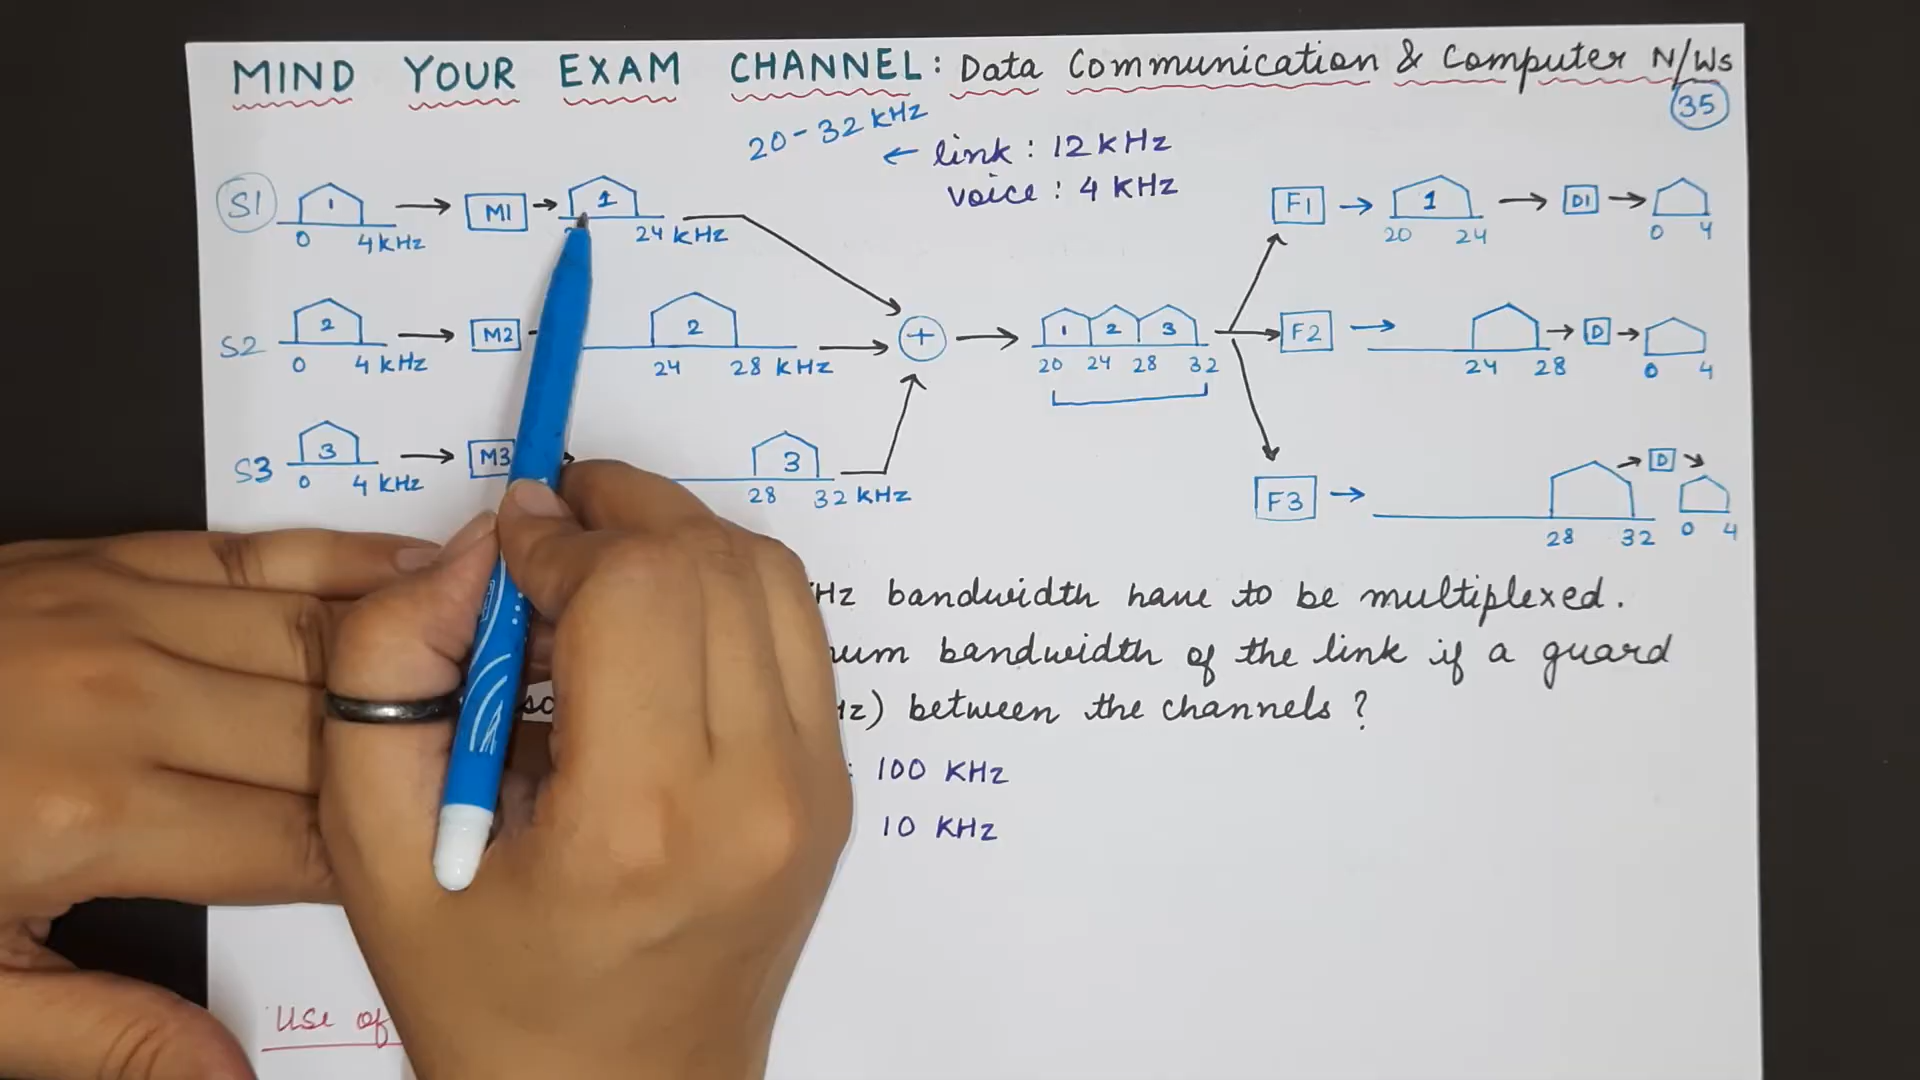 MIND YOUR EXAM CHANNEL: Data Communication & Computer N/Ws
35
20-32 KHz
← link : 12 KHz
voice : 4 KHz
S1 1 → M1 → 1 F1 → 1 → D1 →
0 4 KHz 24 KHz 20 24 0 4
S2 2 → M2 2 → + → 1 2 3 → F2 → → D →
0 4 KHz 24 28 KHz 20 24 28 32 24 28 0 4
S3 3 → M3 3 F3 → → D
0 4 KHz 28 32 KHz 28 32 0 4
Hz bandwidth have to be multiplexed.
bandwidth of the link if a guard
z) between the channels ?
: 100 KHz
10 KHz
Use of